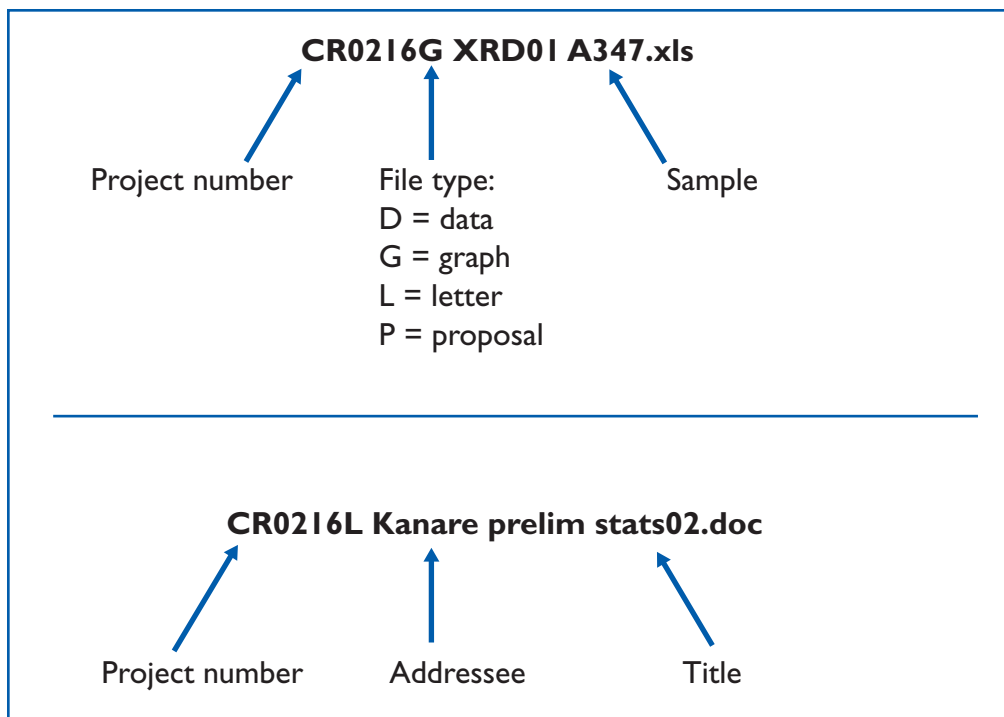 CR0216G XRD01 A347.xls
Project number
File type:
Sample
D = data
G = graph
L = letter
P = proposal
CR0216L Kanare prelim stats02.doc
Project number
Addressee
Title